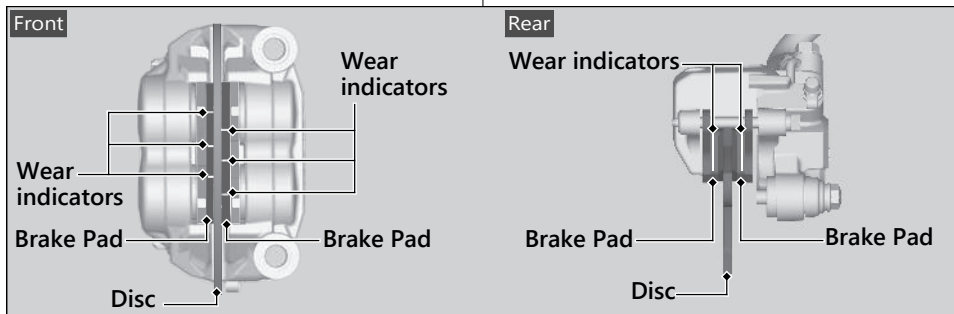 Front
Wear
indicators
Wear
indicators
Brake Pad
Brake Pad
Disc
Rear
Wear indicators
Brake Pad
Brake Pad
Disc